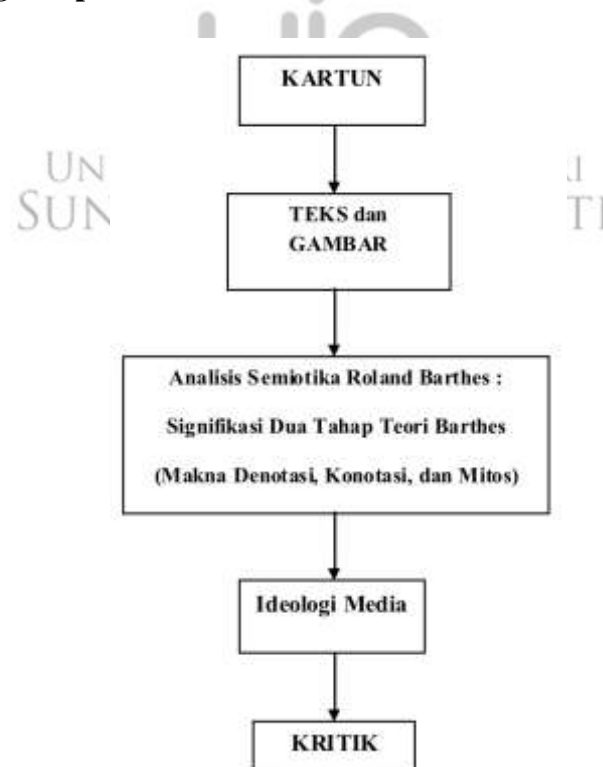 KARTUN
TEKS dan
GAMBAR
Analisis Semiotika Roland Barthes :
Signifikasi Dua Tahap Teori Barthes
(Makna Denotasi, Konotasi, dan Mitos)
Ideologi Media
KRITIK